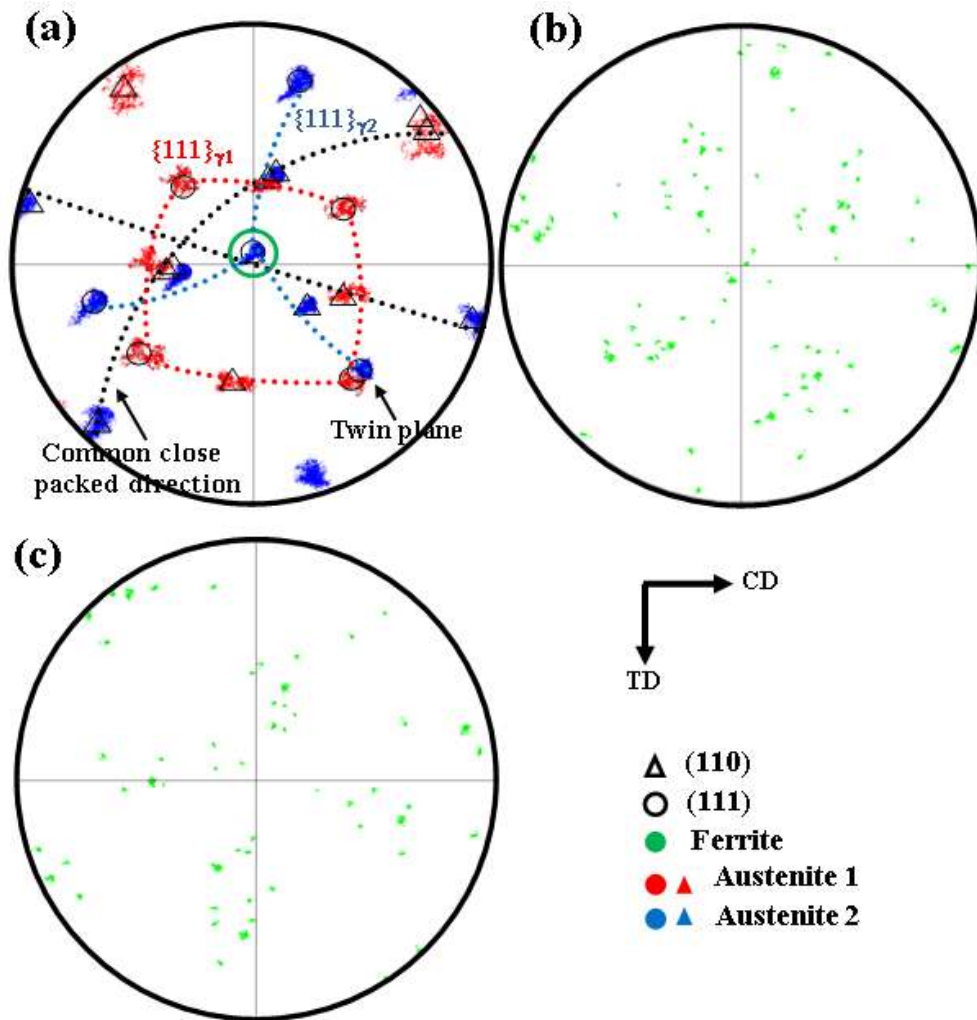 (a)
(b)
{111}γ2
{111}γ1
Twin plane
Common close
packed direction
(c)
CD
TD
(110)
(111)
Ferrite
Austenite 1
Austenite 2